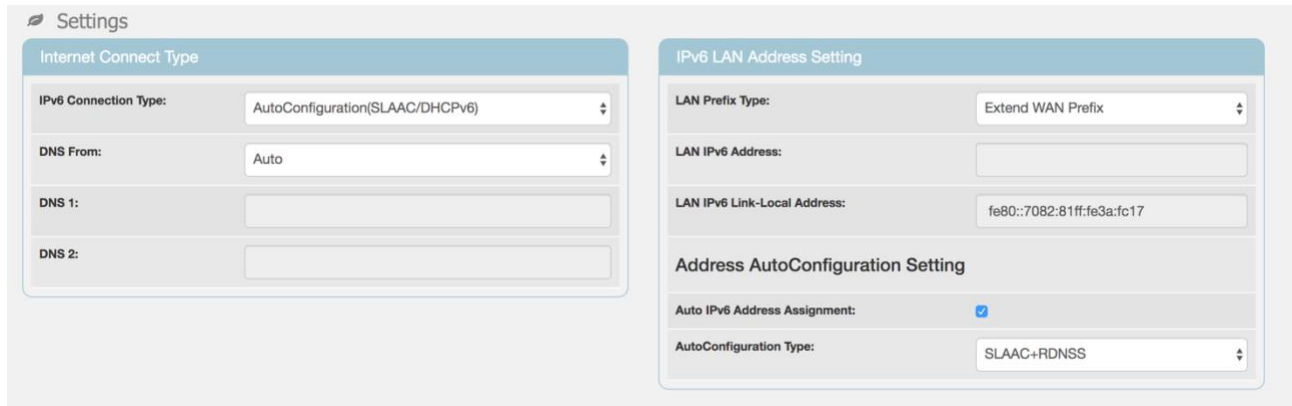 Settings
Internet Connect Type
IPv6 Connection Type:
AutoConfiguration(SLAAC/DHCPv6)
DNS From:
Auto
DNS 1:
DNS 2:
IPv6 LAN Address Setting
LAN Prefix Type:
Extend WAN Prefix
LAN IPv6 Address:
LAN IPv6 Link-Local Address:
fe80::7082:81ff:fe3a:fc17
Address AutoConfiguration Setting
Auto IPv6 Address Assignment:
AutoConfiguration Type:
SLAAC+RDNSS